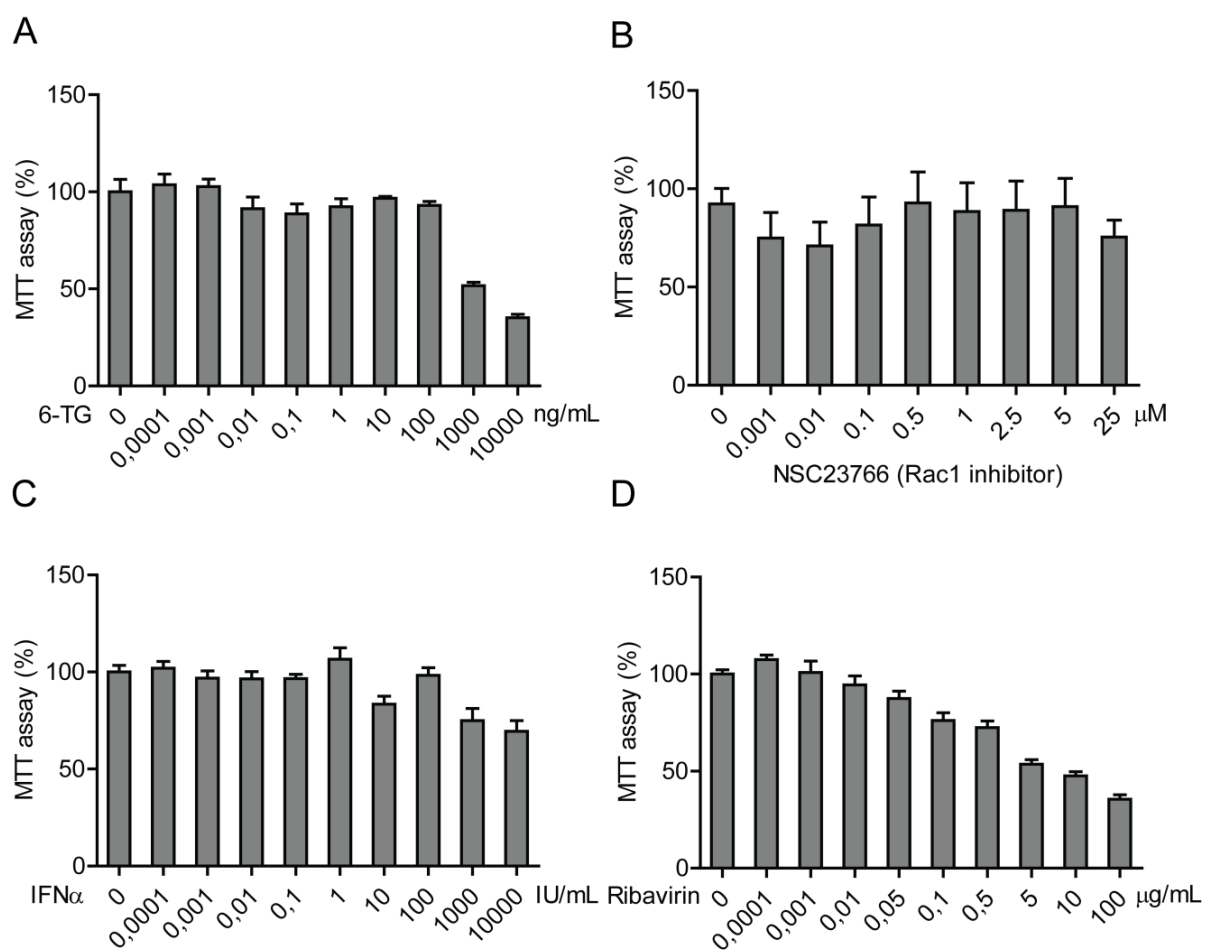 A
150
100
50
0
MTT assay (%)
6-TG 0 0,0001 0,001 0,01 0,1 1 10 100 1000 10000 ng/mL
B
150
100
50
0
MTT assay (%)
0 0.001 0.01 0.1 0.5 1 2.5 5 25 µM
NSC23766 (Rac1 inhibitor)
C
150
100
50
0
MTT assay (%)
IFNα 0 0,0001 0,001 0,01 0,1 1 10 100 1000 10000 IU/mL
D
150
100
50
0
MTT assay (%)
Ribavirin 0 0,0001 0,001 0,01 0,05 0,1 0,5 5 10 100 µg/mL